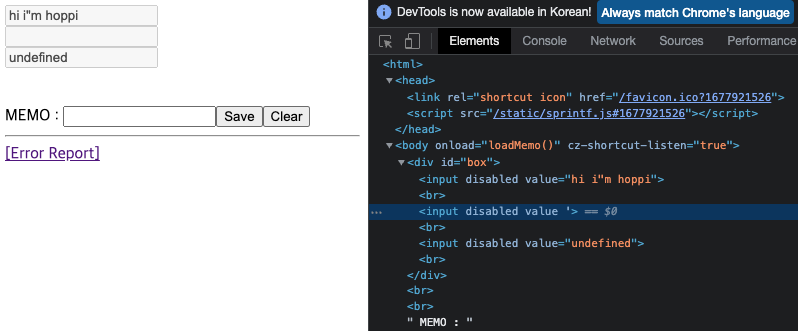 hi i"m hoppi
undefined
MEMO : Save Clear
[Error Report]
DevTools is now available in Korean! Always match Chrome's language
Elements Console Network Sources Performance
<html>
<head>
<link rel="shortcut icon" href="/favicon.ico?1677921526">
<script src="/static/sprintf.js#1677921526"></script>
</head>
<body onload="loadMemo()" cz-shortcut-listen="true">
<div id="box">
<input disabled value="hi i"m hoppi">
<br>
... <input disabled value '> == $0
<br>
<input disabled value="undefined">
<br>
</div>
<br>
<br>
" MEMO : "